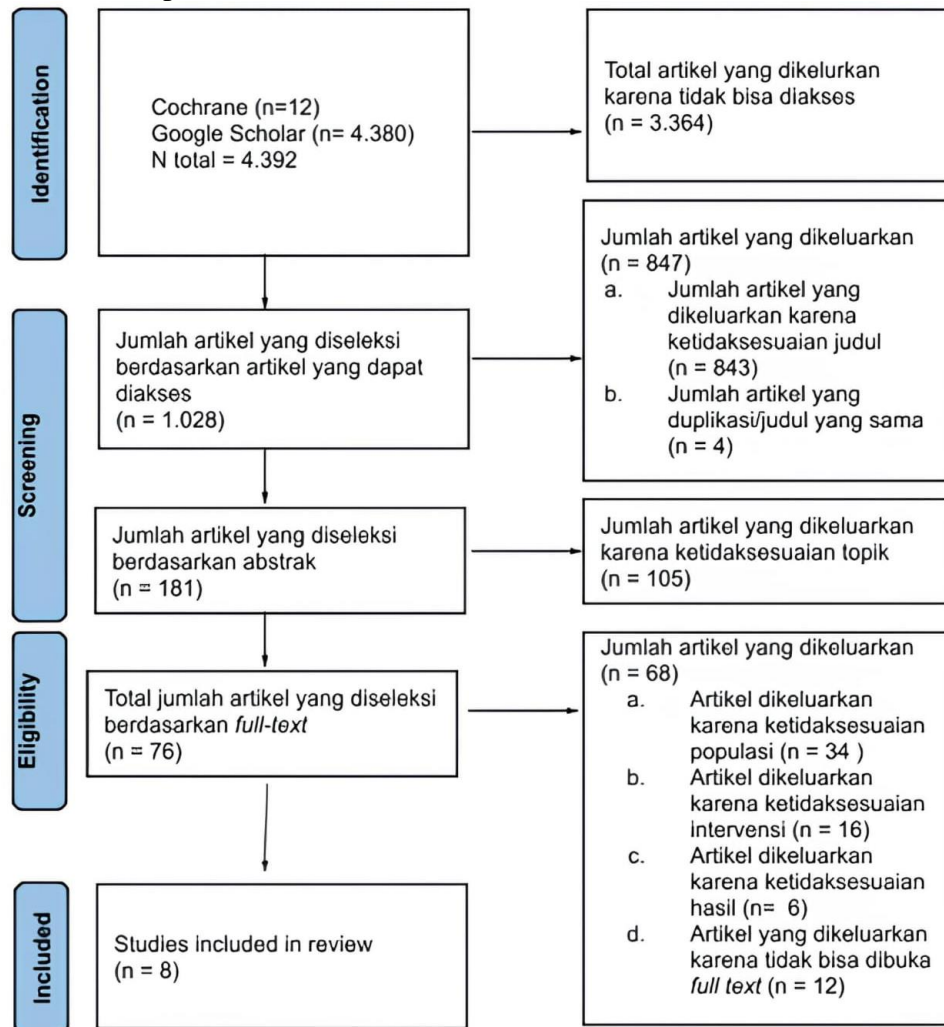 Identification
Cochrane (n=12)
Google Scholar (n= 4.380)
N total = 4.392
Total artikel yang dikelurkan
karena tidak bisa diakses
(n = 3.364)
Screening
Jumlah artikel yang diseleksi
berdasarkan artikel yang dapat
diakses
(n = 1.028)
Jumlah artikel yang dikeluarkan
(n = 847)
a. Jumlah artikel yang
dikeluarkan karena
ketidaksesuaian judul
(n = 843)
b. Jumlah artikel yang
duplikasi/judul yang sama
(n = 4)
Jumlah artikel yang diseleksi
berdasarkan abstrak
(n = 181)
Jumlah artikel yang dikeluarkan
karena ketidaksesuaian topik
(n = 105)
Eligibility
Total jumlah artikel yang diseleksi
berdasarkan full-text
(n = 76)
Jumlah artikel yang dikeluarkan
(n = 68)
a. Artikel dikeluarkan
karena ketidaksesuaian
populasi (n = 34 )
b. Artikel dikeluarkan
karena ketidaksesuaian
intervensi (n = 16)
c. Artikel dikeluarkan
karena ketidaksesuaian
hasil (n= 6)
d. Artikel yang dikeluarkan
karena tidak bisa dibuka
full text (n = 12)
Included
Studies included in review
(n = 8)